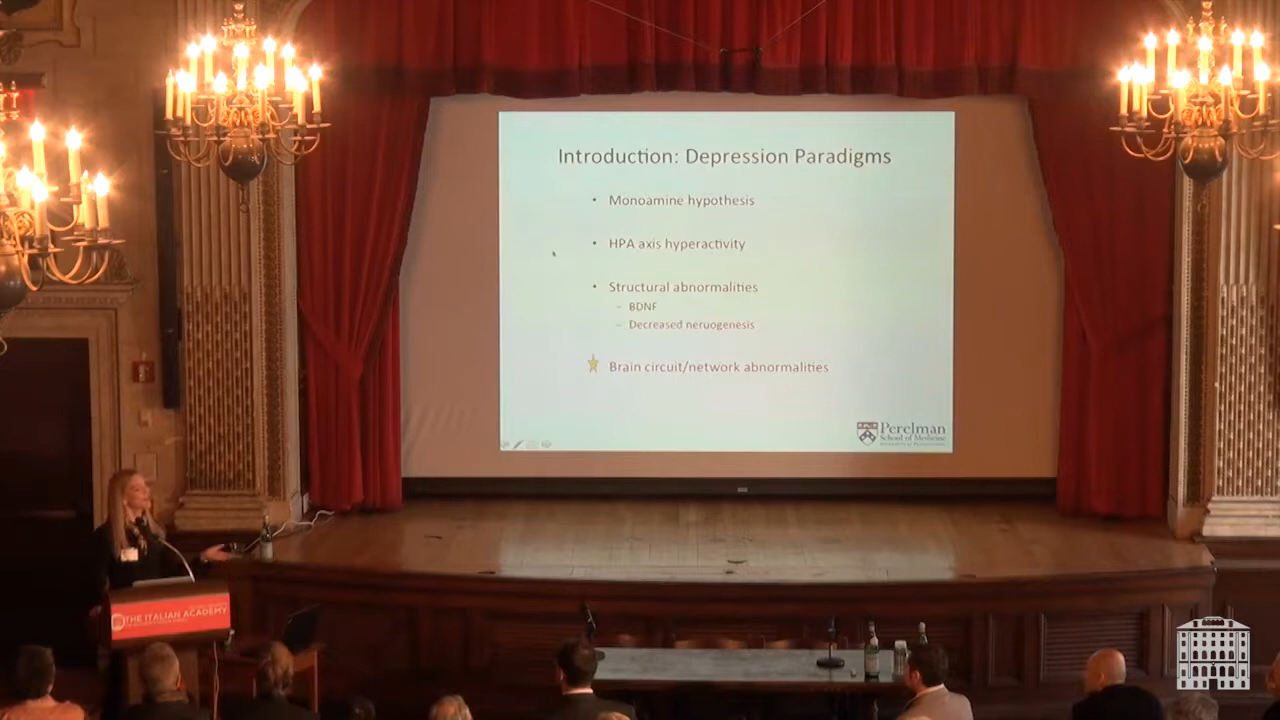 Introduction: Depression Paradigms
• Monoamine hypothesis
• HPA axis hyperactivity
• Structural abnormalities
– BDNF
– Decreased neruogenesis
Brain circuit/network abnormalities
Perelman
School of Medicine
THE ITALIAN ACADEMY